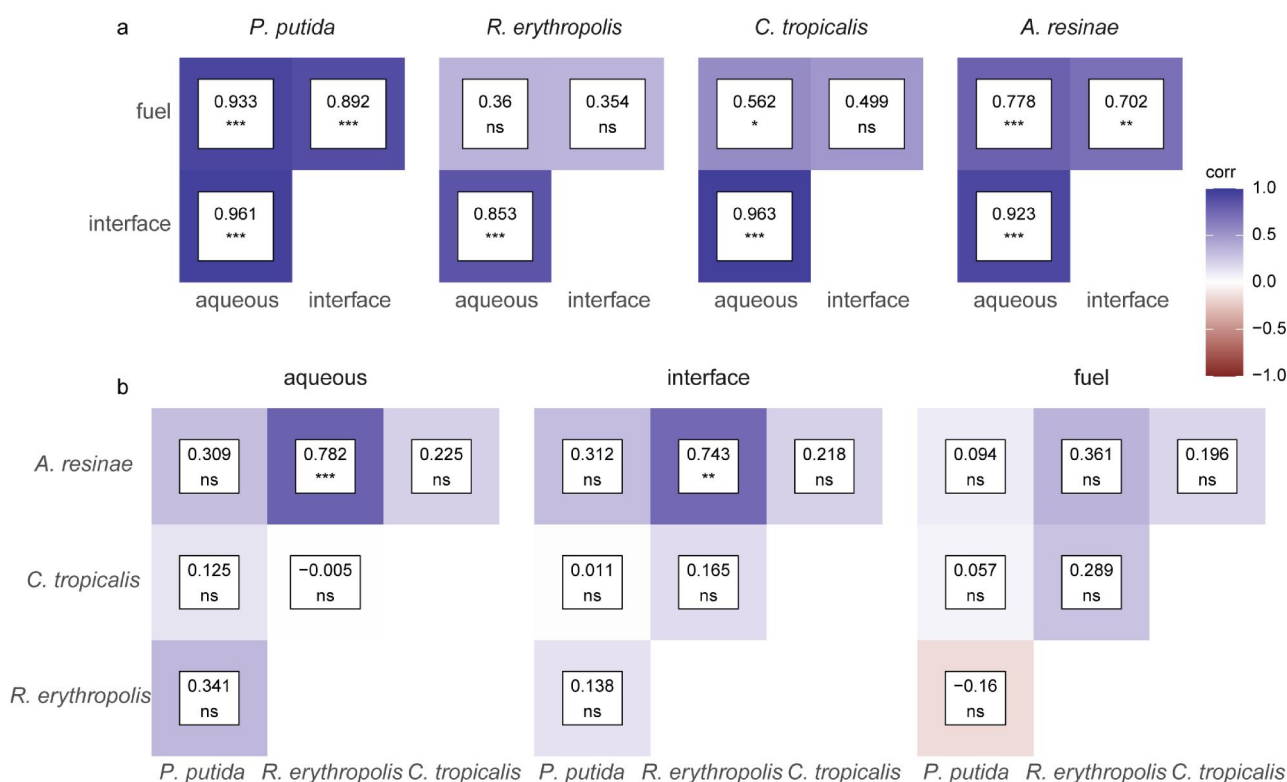 a
P. putida
R. erythropolis
C. tropicalis
A. resinae
fuel
0.933
***
0.892
***
0.36
ns
0.354
ns
0.562
*
0.499
ns
0.778
***
0.702
**
interface
0.961
***
0.853
***
0.963
***
0.923
***
aqueous interface
aqueous interface
aqueous interface
aqueous interface
corr
1.0
0.5
0.0
−0.5
−1.0
b
aqueous
interface
fuel
A. resinae
0.309
ns
0.782
***
0.225
ns
0.312
ns
0.743
**
0.218
ns
0.094
ns
0.361
ns
0.196
ns
C. tropicalis
0.125
ns
−0.005
ns
0.011
ns
0.165
ns
0.057
ns
0.289
ns
R. erythropolis
0.341
ns
0.138
ns
−0.16
ns
P. putida R. erythropolis C. tropicalis
P. putida R. erythropolis C. tropicalis
P. putida R. erythropolis C. tropicalis